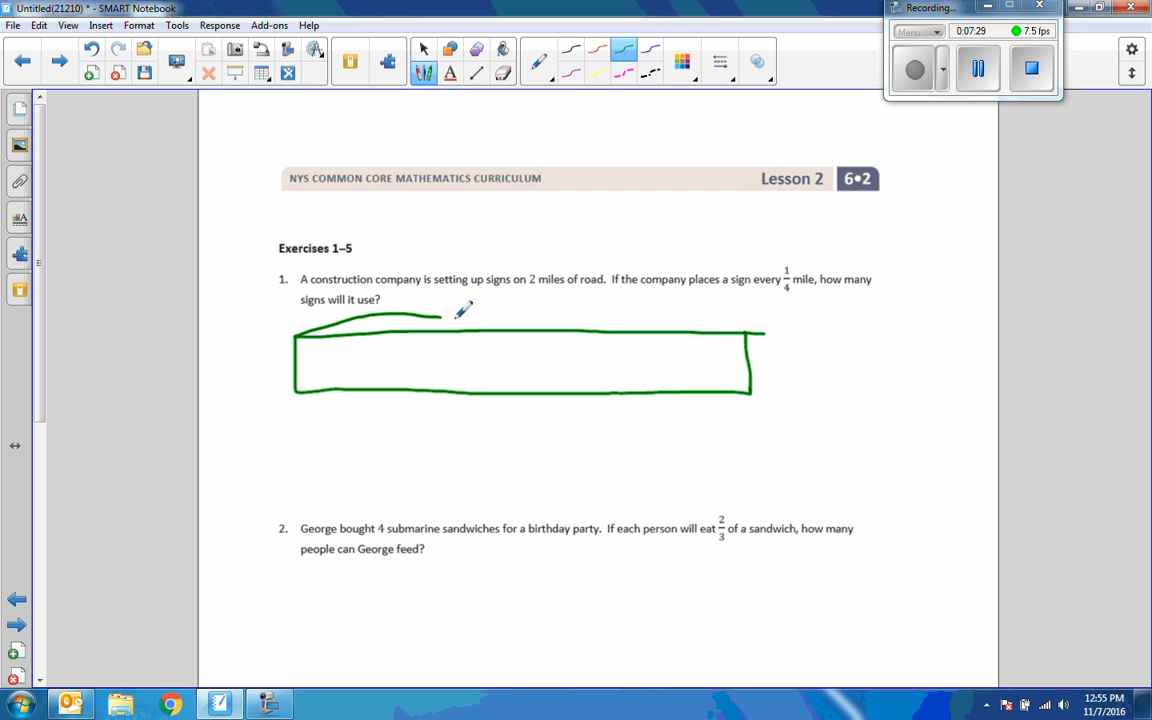 Untitled(21210) * - SMART Notebook
Recording...
File Edit View Insert Format Tools Response Add-ons Help
Menu 0:07:29 7.5 fps
NYS COMMON CORE MATHEMATICS CURRICULUM Lesson 2 6•2
Exercises 1–5
1. A construction company is setting up signs on 2 miles of road. If the company places a sign every 1/4 mile, how many
signs will it use?
2. George bought 4 submarine sandwiches for a birthday party. If each person will eat 2/3 of a sandwich, how many
people can George feed?
12:55 PM
11/7/2016